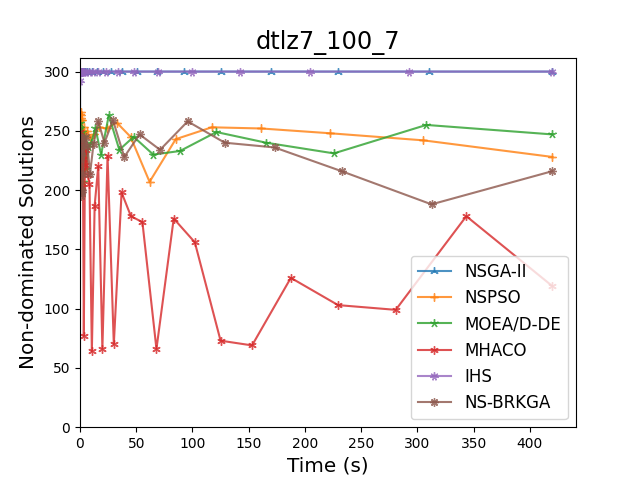 dtlz7_100_7
Non-dominated Solutions
300
250
200
150
100
50
0
NSGA-II
NSPSO
MOEA/D-DE
MHACO
IHS
NS-BRKGA
0 50 100 150 200 250 300 350 400
Time (s)